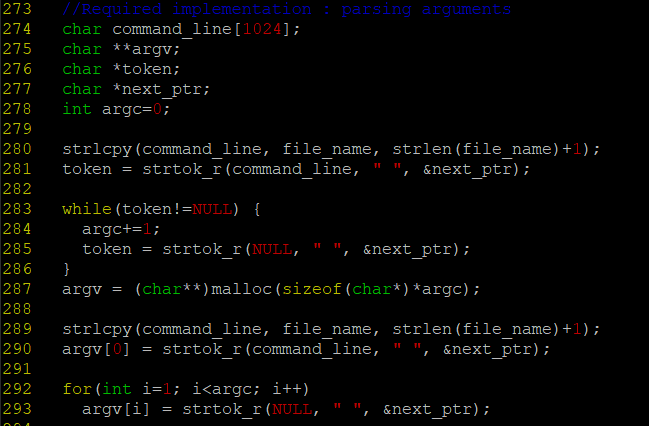 273   //Required implementation : parsing arguments
274   char command_line[1024];
275   char **argv;
276   char *token;
277   char *next_ptr;
278   int argc=0;
279
280   strlcpy(command_line, file_name, strlen(file_name)+1);
281   token = strtok_r(command_line, " ", &next_ptr);
282
283   while(token!=NULL) {
284     argc+=1;
285     token = strtok_r(NULL, " ", &next_ptr);
286   }
287   argv = (char**)malloc(sizeof(char*)*argc);
288
289   strlcpy(command_line, file_name, strlen(file_name)+1);
290   argv[0] = strtok_r(command_line, " ", &next_ptr);
291
292   for(int i=1; i<argc; i++)
293     argv[i] = strtok_r(NULL, " ", &next_ptr);